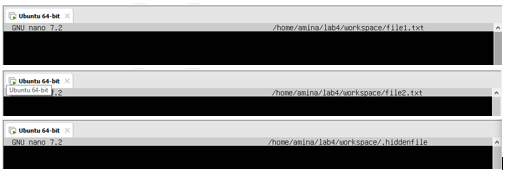 Ubuntu 64-bit
GNU nano 7.2 /home/amina/lab4/workspace/file1.txt
Ubuntu 64-bit
Ubuntu 64-bit .2 /home/amina/lab4/workspace/file2.txt
Ubuntu 64-bit
GNU nano 7.2 /home/amina/lab4/workspace/.hiddenfile